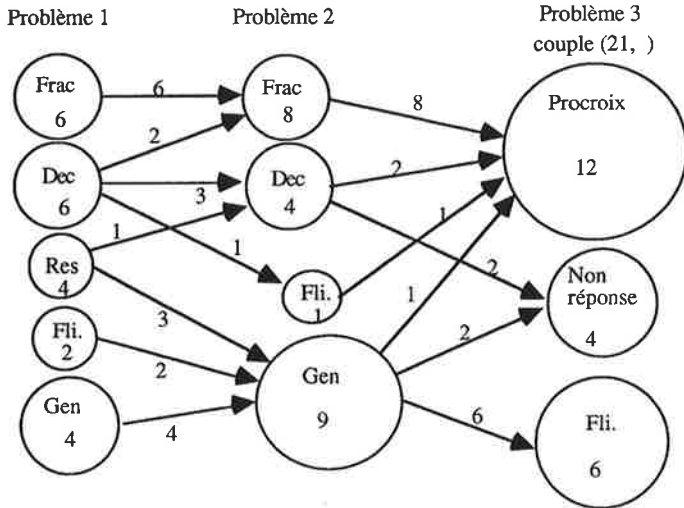 Problème 1
Problème 2
Problème 3
couple (21, )
Frac
6
6
Frac
8
8
Procroix
12
2
Dec
6
3
Dec
4
2
1
1
1
Res
4
Fli.
1
2
1
Non
réponse
4
3
Fli.
2
2
Gen
9
2
Gen
4
4
6
Fli.
6